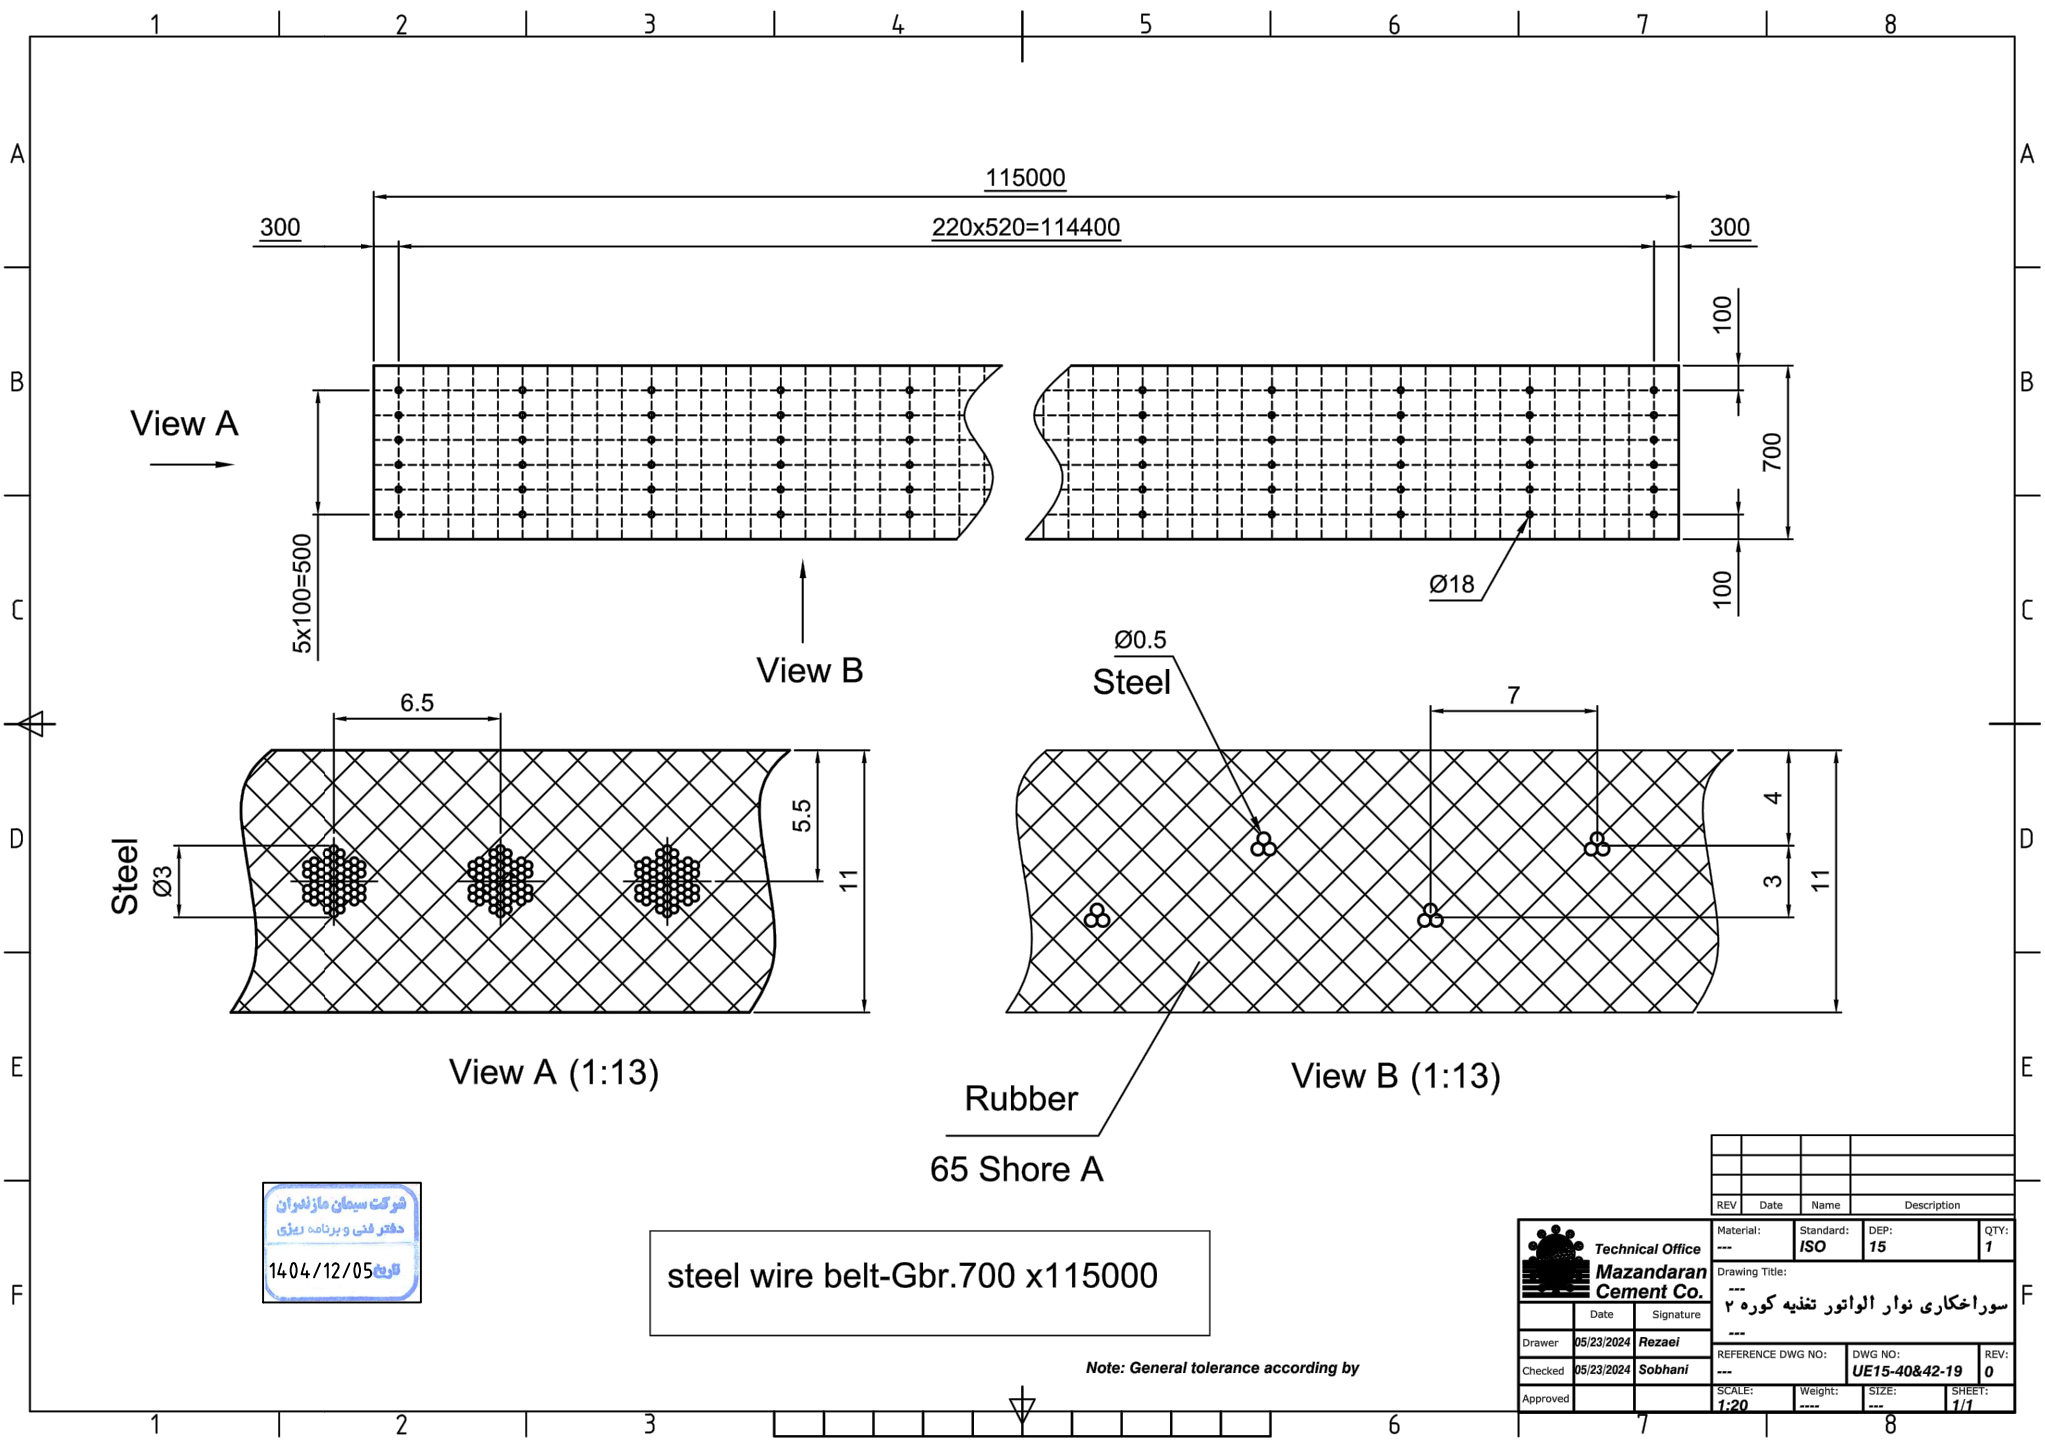 1 2 3 4 5 6 7 8
A A
B B
C C
D D
E E
F F
115000
300
220x520=114400
300
100
View A
700
5x100=500
Ø18
100
View B
Ø0.5
Steel
6.5
7
5.5
4
Steel
Ø3
11
3
11
View A (1:13)
View B (1:13)
Rubber
65 Shore A
شرکت سیمان مازندران
دفتر فنی و برنامه ریزی
تاریخ 1404/12/05
steel wire belt-Gbr.700 x115000
Note: General tolerance according by
REV Date Name Description
Technical Office
Mazandaran
Cement Co.
Material: Standard: DEP: QTY:
--- ISO 15 1
Drawing Title:
---
سوراخکاری نوار الواتور تغذیه کوره ۲
---
Date Signature
Drawer 05/23/2024 Rezaei
Checked 05/23/2024 Sobhani
Approved
REFERENCE DWG NO: DWG NO: REV:
--- UE15-40&42-19 0
SCALE: Weight: SIZE: SHEET:
1:20 ---- --- 1/1
1 2 3 6 7 8